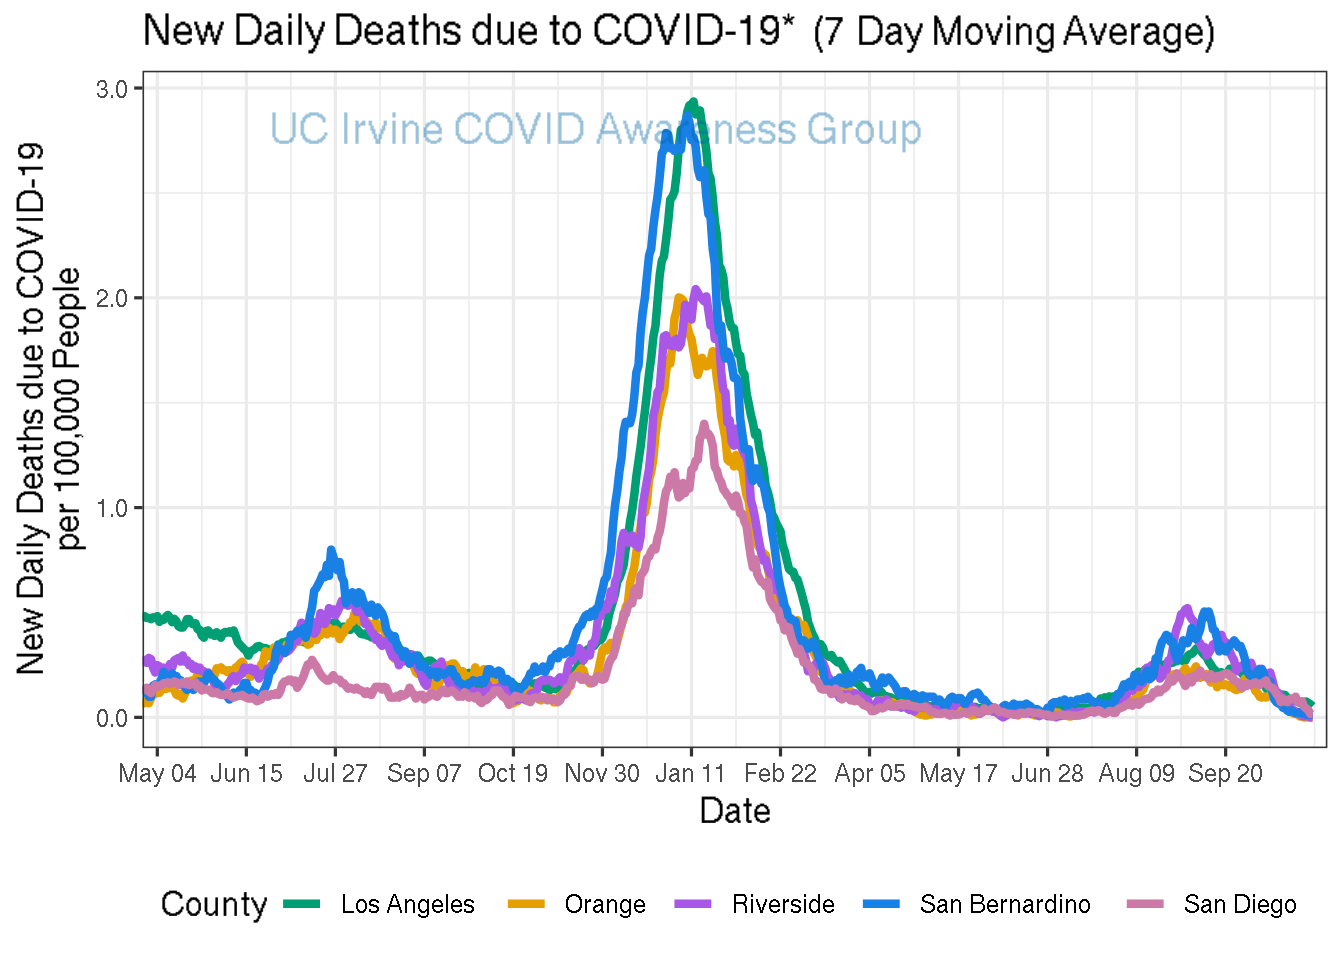 New Daily Deaths due to COVID-19* (7 Day Moving Average)
UC Irvine COVID Awareness Group
New Daily Deaths due to COVID-19
per 100,000 People
3.0
2.0
1.0
0.0
May 04 Jun 15 Jul 27 Sep 07 Oct 19 Nov 30 Jan 11 Feb 22 Apr 05 May 17 Jun 28 Aug 09 Sep 20
Date
County Los Angeles Orange Riverside San Bernardino San Diego